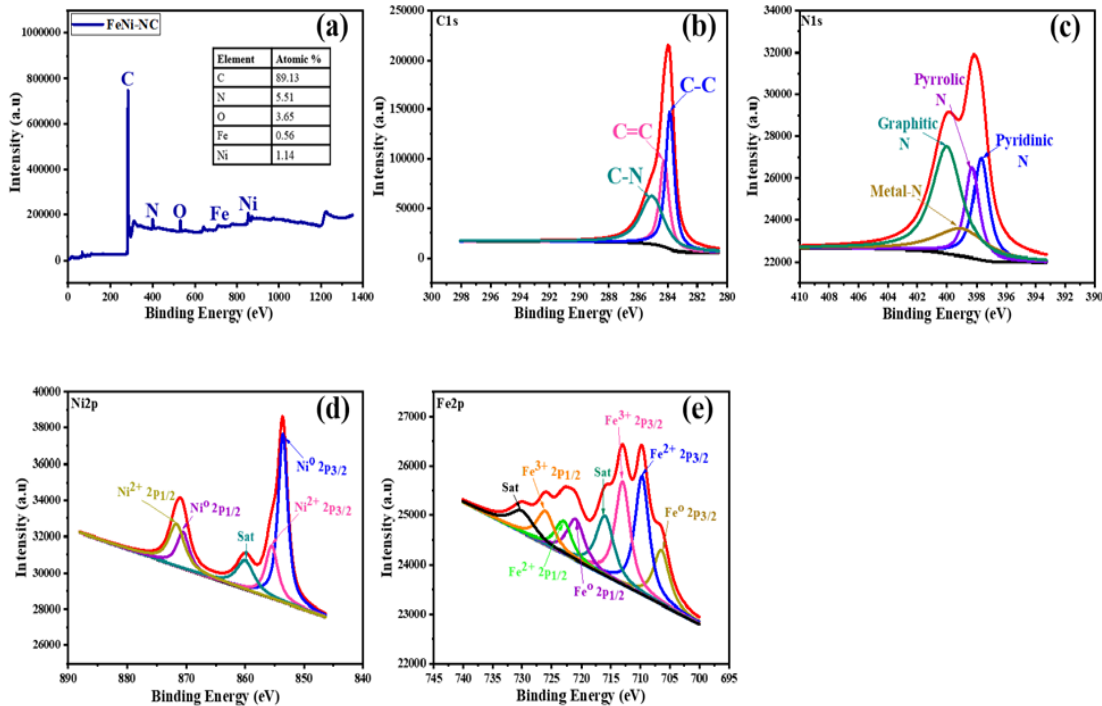 FeNi-NC
(a)
Element Atomic %
C 89.13
N 5.51
O 3.65
Fe 0.56
Ni 1.14
C
N
O
Fe
Ni
1000000
800000
600000
400000
200000
0
0 200 400 600 800 1000 1200 1400
Intensity (a.u)
Binding Energy (eV)
C1s
(b)
C-C
C=C
C-N
250000
200000
150000
100000
50000
0
300 298 296 294 292 290 288 286 284 282 280
Intensity (a.u)
Binding Energy (eV)
N1s
(c)
Pyrrolic
N
Graphitic
N
Pyridinic
N
Metal-N
34000
32000
30000
28000
26000
24000
22000
410 408 406 404 402 400 398 396 394 392 390
Intensity (a.u)
Binding Energy (eV)
Ni2p
(d)
Ni⁰ 2p3/2
Ni²⁺ 2p1/2
Ni⁰ 2p1/2
Ni²⁺ 2p3/2
Sat
40000
38000
36000
34000
32000
30000
28000
26000
890 880 870 860 850 840
Intensity (a.u)
Binding Energy (eV)
Fe2p
(e)
Fe³⁺ 2p3/2
Fe²⁺ 2p3/2
Fe³⁺ 2p1/2
Sat
Sat
Fe⁰ 2p3/2
Fe²⁺ 2p1/2
Fe⁰ 2p1/2
27000
26000
25000
24000
23000
22000
745 740 735 730 725 720 715 710 705 700 695
Intensity (a.u)
Binding Energy (eV)